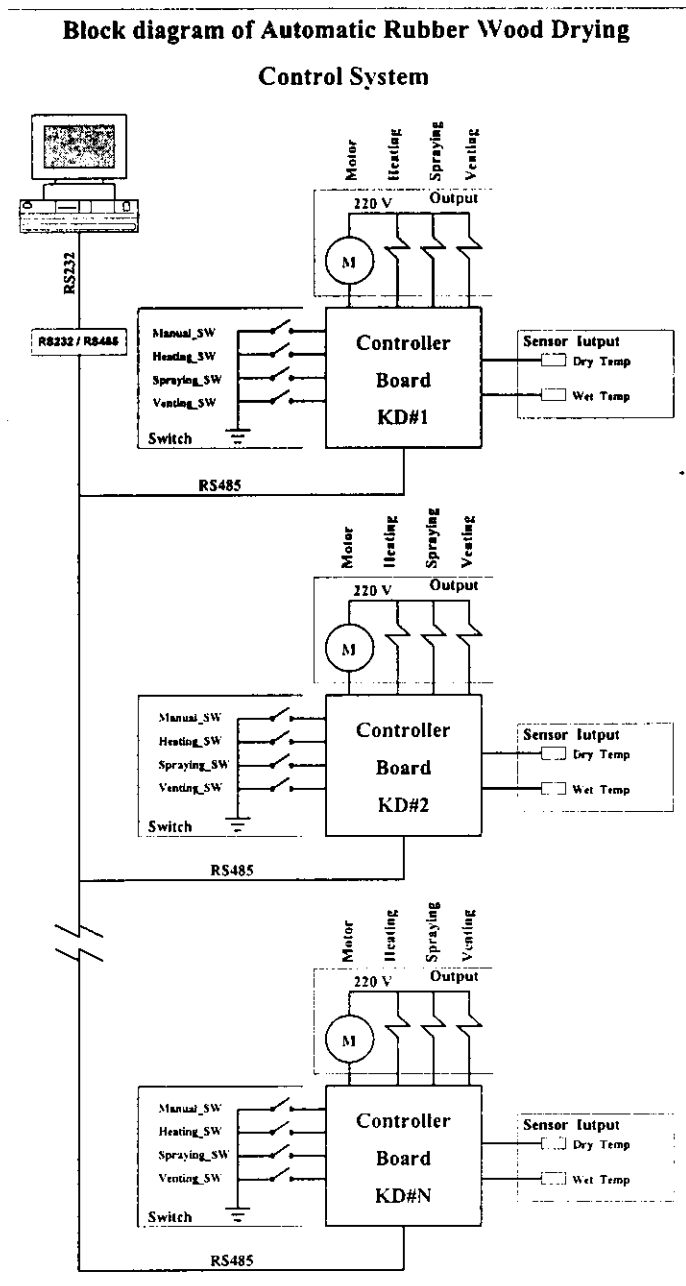 Block diagram of Automatic Rubber Wood Drying
Control System
Motor
Heating
Spraying
Venting
220 V
Output
M
RS232
RS232 / RS485
Manual_SW
Heating_SW
Spraying_SW
Venting_SW
Switch
Controller
Board
KD#1
Sensor Iutput
Dry Temp
Wet Temp
RS485
Motor
Heating
Spraying
Venting
220 V
Output
M
Manual_SW
Heating_SW
Spraying_SW
Venting_SW
Switch
Controller
Board
KD#2
Sensor Iutput
Dry Temp
Wet Temp
RS485
Motor
Heating
Spraying
Venting
220 V
Output
M
Manual_SW
Heating_SW
Spraying_SW
Venting_SW
Switch
Controller
Board
KD#N
Sensor Iutput
Dry Temp
Wet Temp
RS485